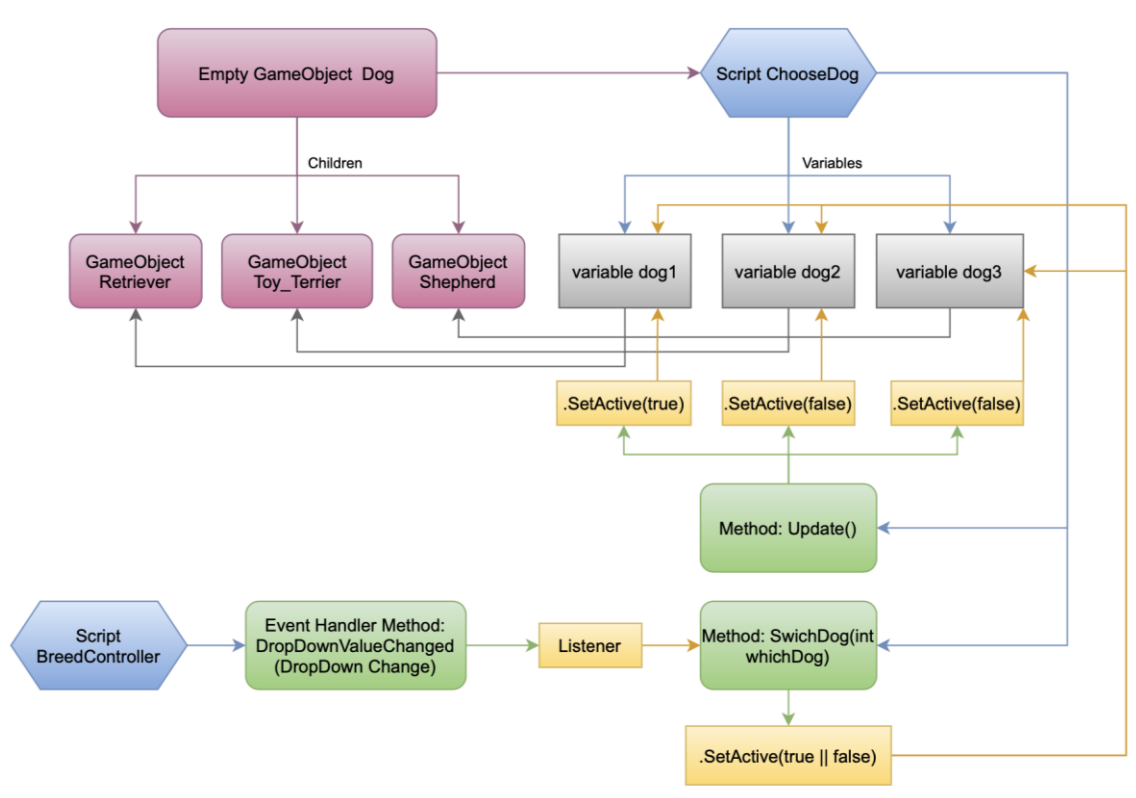 Empty GameObject Dog
Script ChooseDog
Children
Variables
GameObject
Retriever
GameObject
Toy_Terrier
GameObject
Shepherd
variable dog1
variable dog2
variable dog3
.SetActive(true)
.SetActive(false)
.SetActive(false)
Method: Update()
Script
BreedController
Event Handler Method:
DropDownValueChanged
(DropDown Change)
Listener
Method: SwichDog(int
whichDog)
.SetActive(true || false)